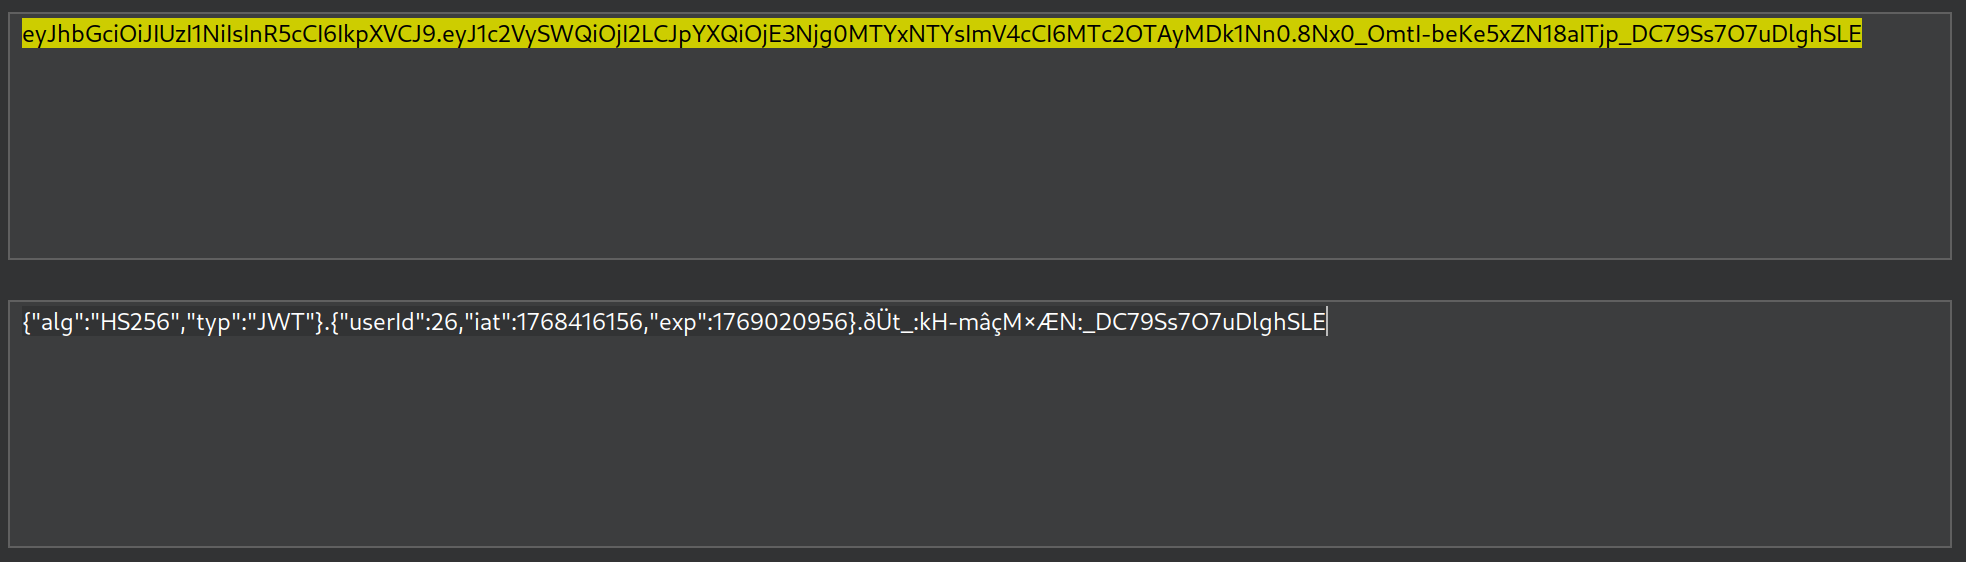 eyJhbGciOiJIUzI1NiIsInR5cCI6IkpXVCJ9.eyJ1c2VySWQiOjI2LCJpYXQiOjE3Njg0MTYxNTYsImV4cCI6MTc2OTAyMDk1Nn0.8Nx0_OmtI-beKe5xZN18aITjp_DC79Ss7O7uDlghSLE
{"alg":"HS256","typ":"JWT"}.{"userId":26,"iat":1768416156,"exp":1769020956}.ðÜt_:kH-mâçM×ÆN:_DC79Ss7O7uDlghSLE